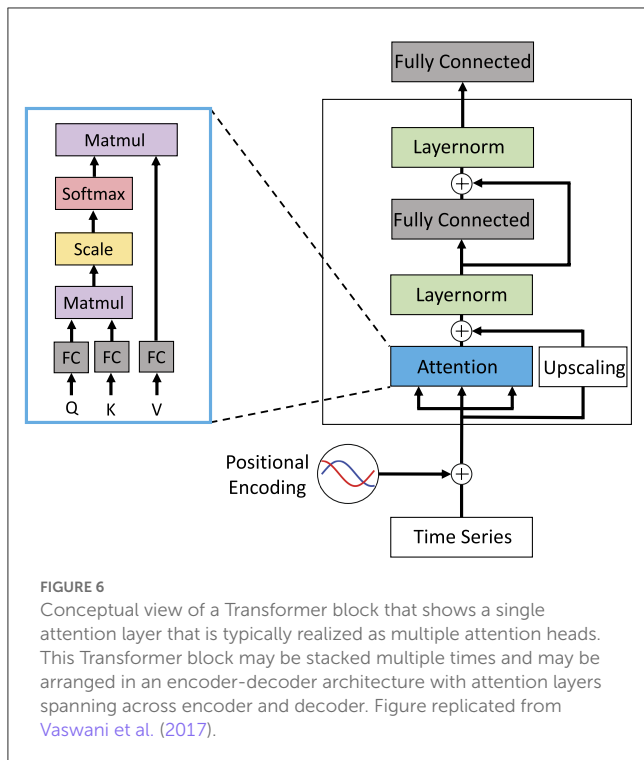 Fully Connected
Layernorm
Fully Connected
Layernorm
Attention
Upscaling
Matmul
Softmax
Scale
Matmul
FC FC FC
Q K V
Positional
Encoding
Time Series
FIGURE 6
Conceptual view of a Transformer block that shows a single
attention layer that is typically realized as multiple attention heads.
This Transformer block may be stacked multiple times and may be
arranged in an encoder-decoder architecture with attention layers
spanning across encoder and decoder. Figure replicated from
Vaswani et al. (2017).